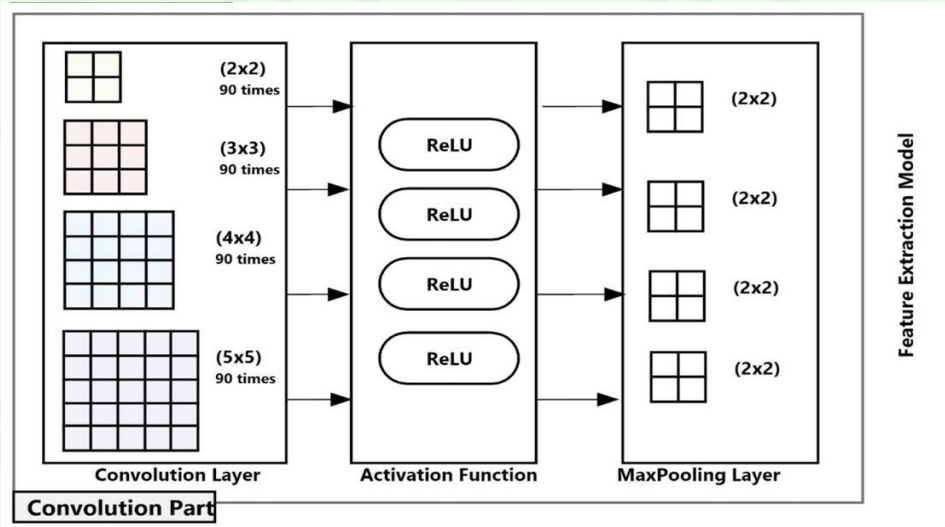 (2x2)
90 times
(3x3)
90 times
(4x4)
90 times
(5x5)
90 times
Convolution Layer
ReLU
ReLU
ReLU
ReLU
Activation Function
(2x2)
(2x2)
(2x2)
(2x2)
MaxPooling Layer
Convolution Part
Feature Extraction Model